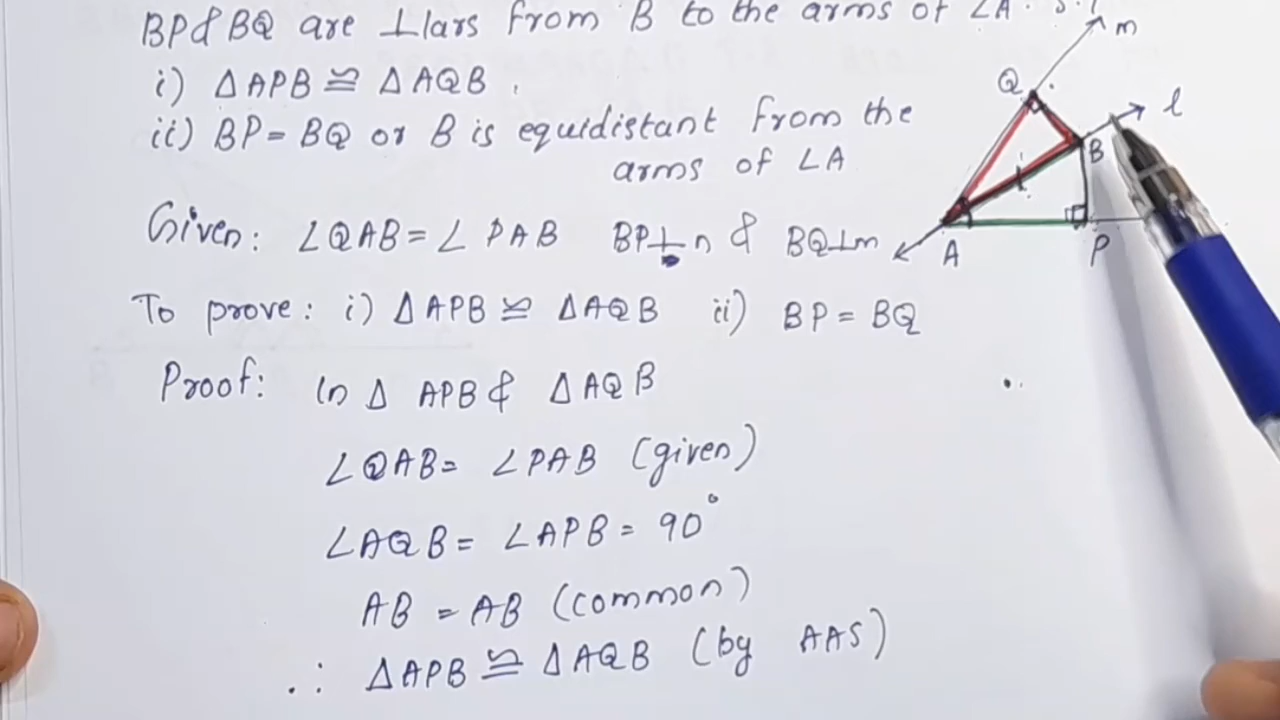 BP & BQ are ⊥lars from B to the arms of ∠A.
i) ΔAPB ≅ ΔAQB.
ii) BP = BQ or B is equidistant from the
arms of ∠A
Given: ∠QAB = ∠PAB BP⊥n & BQ⊥m
To prove: i) ΔAPB ≅ ΔAQB ii) BP = BQ
Proof: In Δ APB & ΔAQB
∠QAB = ∠PAB (given)
∠AQB = ∠APB = 90°
AB = AB (common)
∴ ΔAPB ≅ ΔAQB (by AAS)
m
Q
l
B
A
P